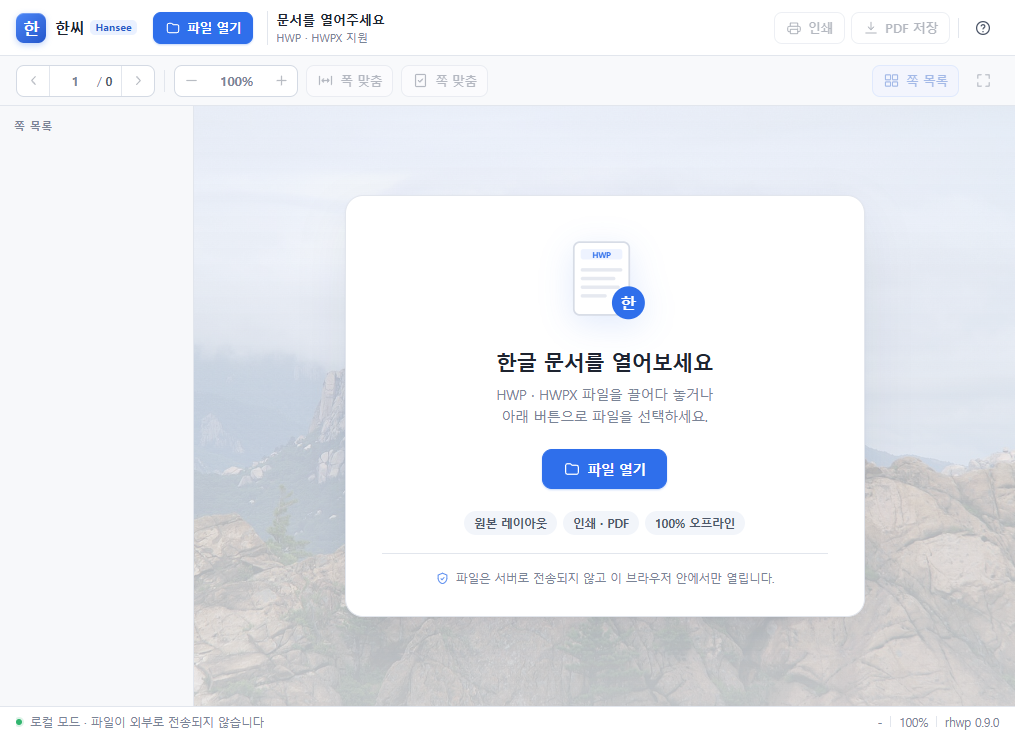 한 한씨 Hansee 파일 열기 문서를 열어주세요 인쇄 PDF 저장
HWP · HWPX 지원
1 / 0 100% 쪽 맞춤 쪽 맞춤 쪽 목록
쪽 목록
HWP
한
한글 문서를 열어보세요
HWP · HWPX 파일을 끌어다 놓거나
아래 버튼으로 파일을 선택하세요.
파일 열기
원본 레이아웃 인쇄 · PDF 100% 오프라인
파일은 서버로 전송되지 않고 이 브라우저 안에서만 열립니다.
로컬 모드 · 파일이 외부로 전송되지 않습니다 - 100% rhwp 0.9.0